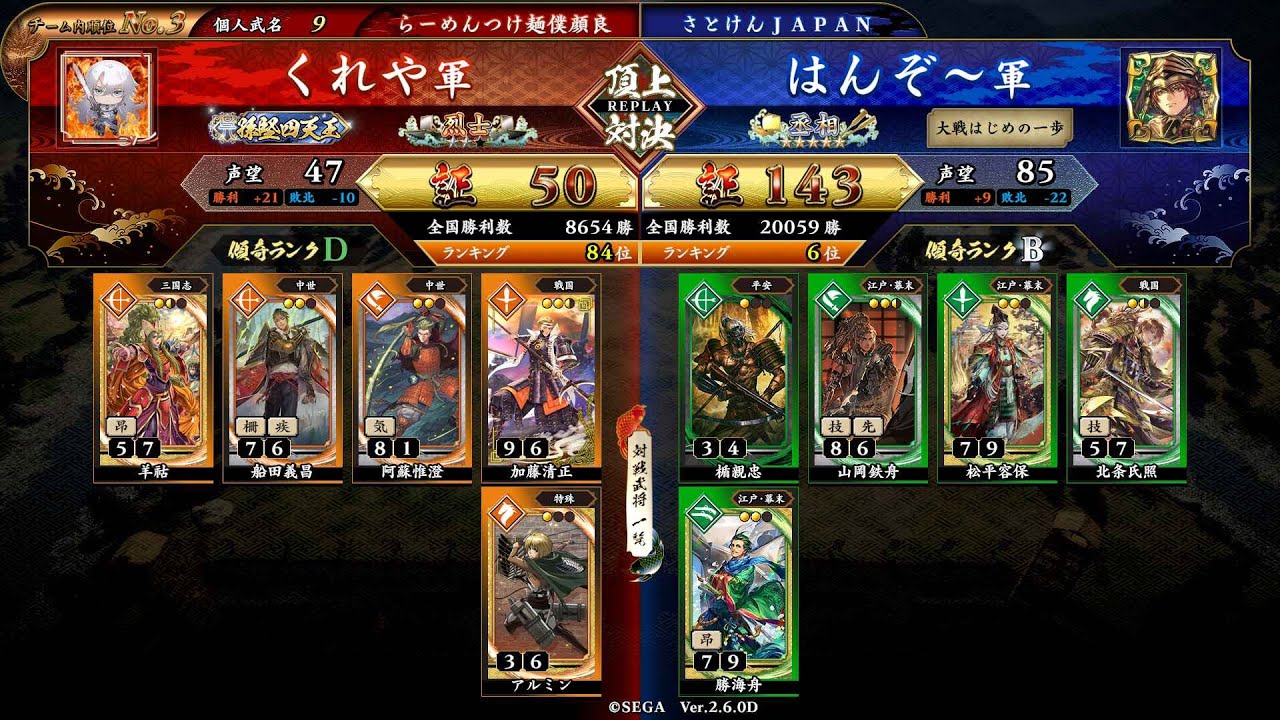 チーム内順位 No.3 個人武名 9 らーめんつけ麺僕顔良
さとけんJAPAN
くれや軍
頂上
REPLAY
対決
はんぞ～軍
孫堅四天王
烈士
丞相
大戦はじめの一歩
声望 47
勝利 +21 敗北 -10
証 50
証 143
声望 85
勝利 +9 敗北 -22
全国勝利数 8654勝
全国勝利数 20059勝
傾奇ランクD
ランキング 84位
ランキング 6位
傾奇ランクB
三国志
昂
5 7
羊祜
中世
柵 疾
7 6
船田義昌
中世
気
8 1
阿蘇惟澄
戦国
9 6
加藤清正
平安
3 4
楯親忠
江戸・幕末
技 先
8 6
山岡鉄舟
江戸・幕末
7 9
松平容保
戦国
技
5 7
北条氏照
対戦武将一覧
特殊
3 6
アルミン
江戸・幕末
昂
7 9
勝海舟
©SEGA Ver.2.6.0D